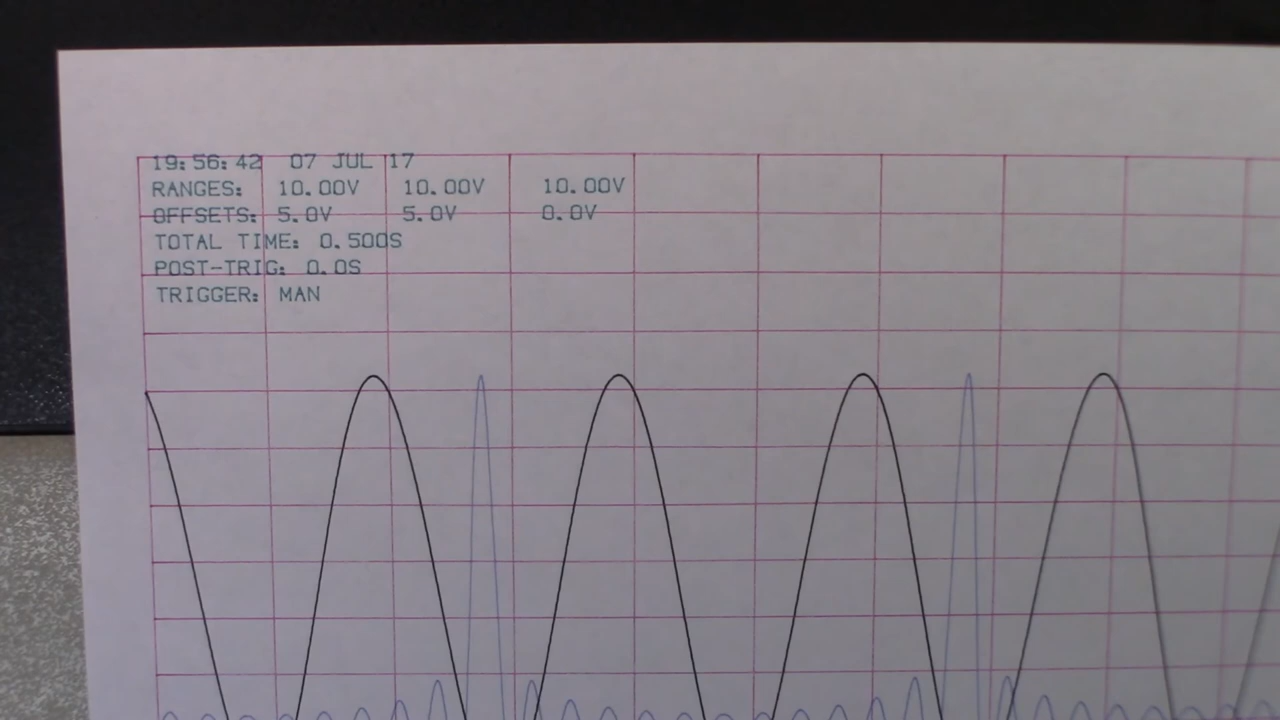 19:56:42 07 JUL 17
RANGES: 10.00V 10.00V 10.00V
OFFSETS: 5.0V 5.0V 0.0V
TOTAL TIME: 0.500S
POST-TRIG: 0.0S
TRIGGER: MAN